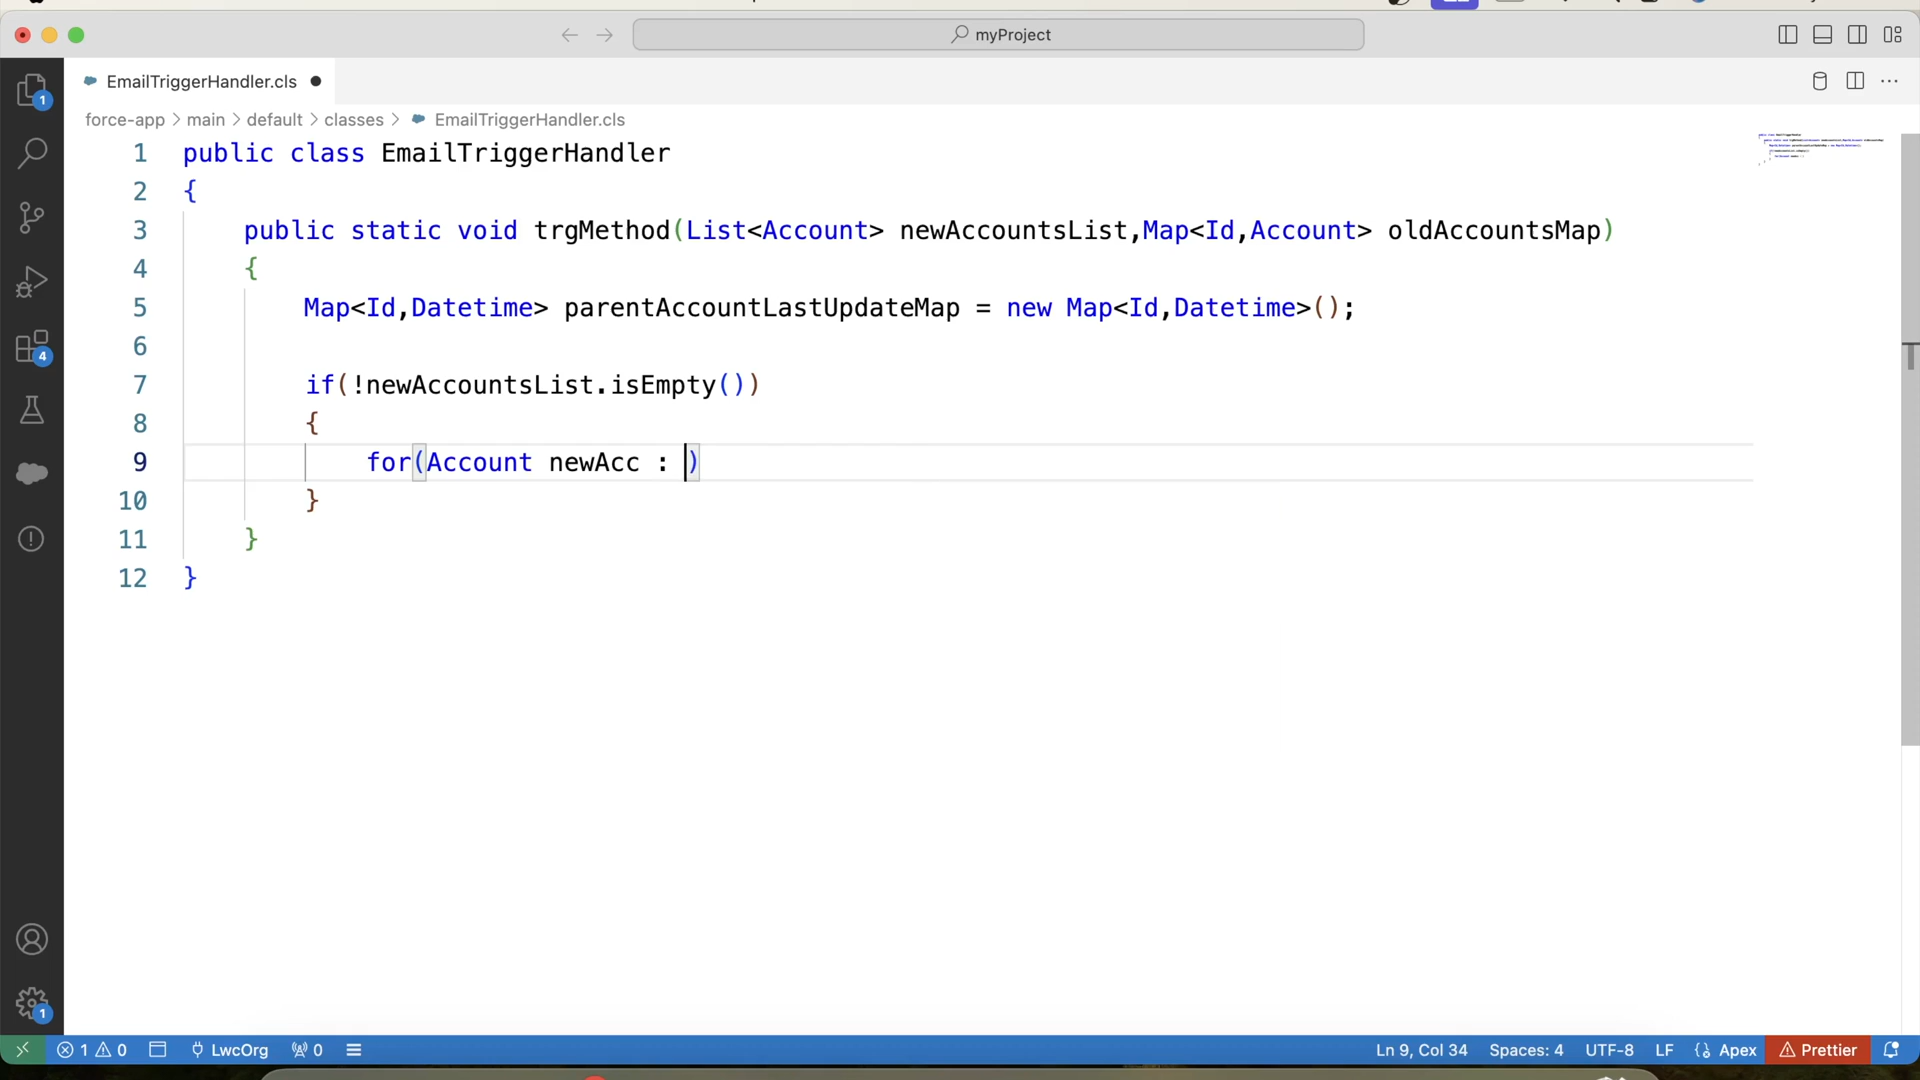 myProject
EmailTriggerHandler.cls
force-app > main > default > classes > EmailTriggerHandler.cls
1 public class EmailTriggerHandler
2 {
3 public static void trgMethod(List<Account> newAccountsList,Map<Id,Account> oldAccountsMap)
4 {
5 Map<Id,Datetime> parentAccountLastUpdateMap = new Map<Id,Datetime>();
6
7 if(!newAccountsList.isEmpty())
8 {
9 for(Account newAcc : )
10 }
11 }
12 }
1
4
1
1 0 LwcOrg 0 Ln 9, Col 34 Spaces: 4 UTF-8 LF {} Apex Prettier